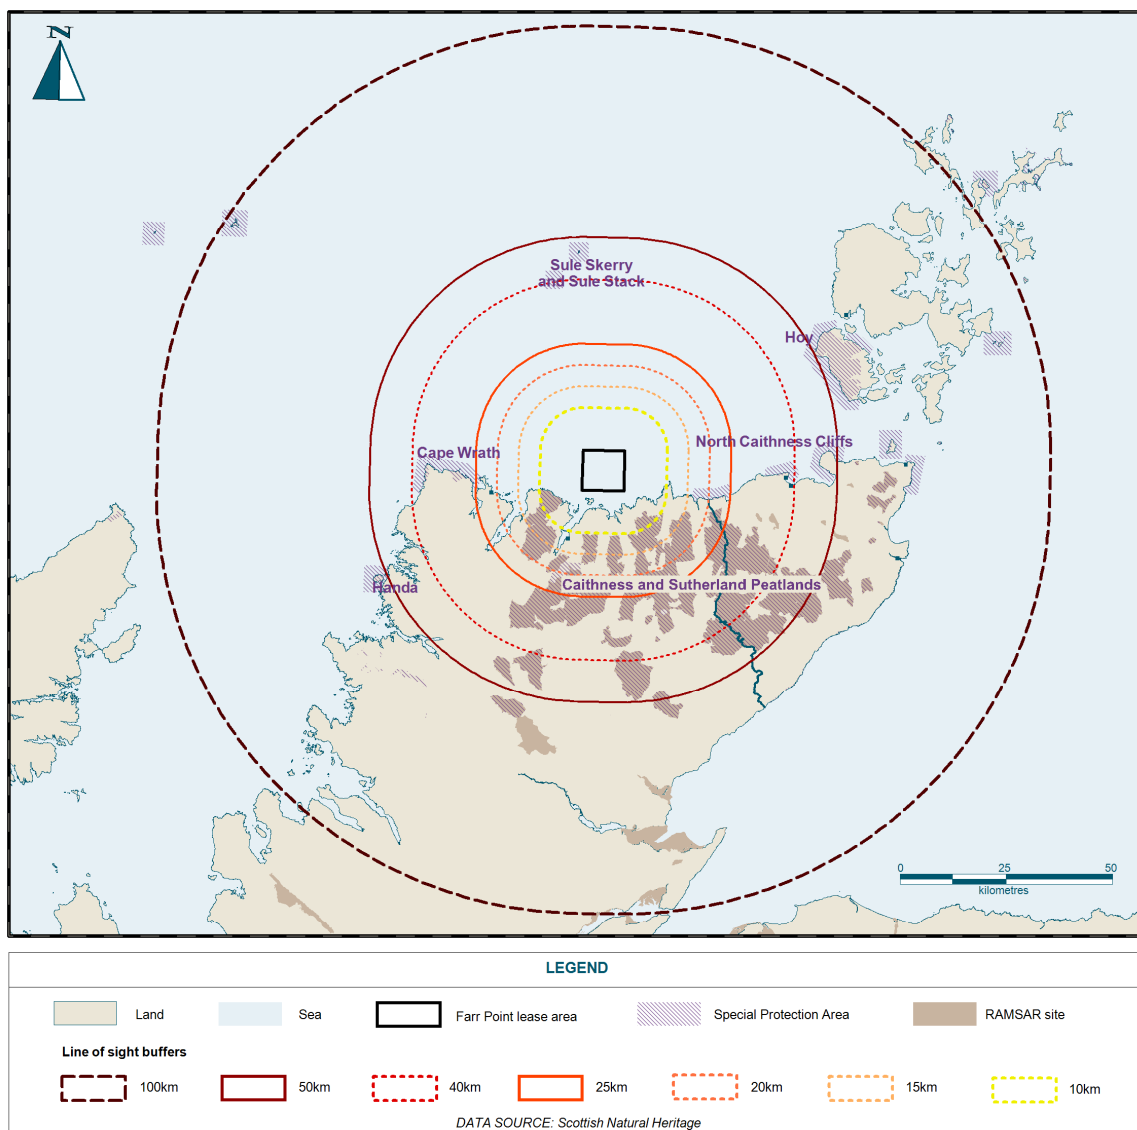 N
Sule Skerry
and Sule Stack
Hoy
North Caithness Cliffs
Cape Wrath
Handa
Caithness and Sutherland Peatlands
0 25 50
kilometres
LEGEND
Land Sea Farr Point lease area Special Protection Area RAMSAR site
Line of sight buffers
100km 50km 40km 25km 20km 15km 10km
DATA SOURCE: Scottish Natural Heritage